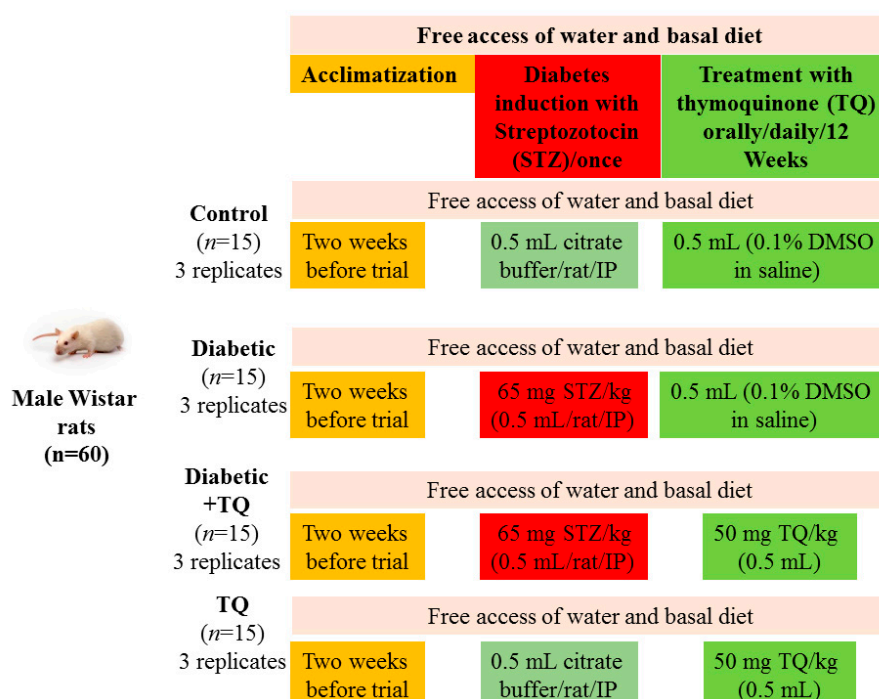 Free access of water and basal diet
Acclimatization
Diabetes
induction with
Streptozotocin
(STZ)/once
Treatment with
thymoquinone (TQ)
orally/daily/12
Weeks
Male Wistar
rats
(n=60)
Control
(n=15)
3 replicates
Free access of water and basal diet
Two weeks
before trial
0.5 mL citrate
buffer/rat/IP
0.5 mL (0.1% DMSO
in saline)
Diabetic
(n=15)
3 replicates
Free access of water and basal diet
Two weeks
before trial
65 mg STZ/kg
(0.5 mL/rat/IP)
0.5 mL (0.1% DMSO
in saline)
Diabetic
+TQ
(n=15)
3 replicates
Free access of water and basal diet
Two weeks
before trial
65 mg STZ/kg
(0.5 mL/rat/IP)
50 mg TQ/kg
(0.5 mL)
TQ
(n=15)
3 replicates
Free access of water and basal diet
Two weeks
before trial
0.5 mL citrate
buffer/rat/IP
50 mg TQ/kg
(0.5 mL)